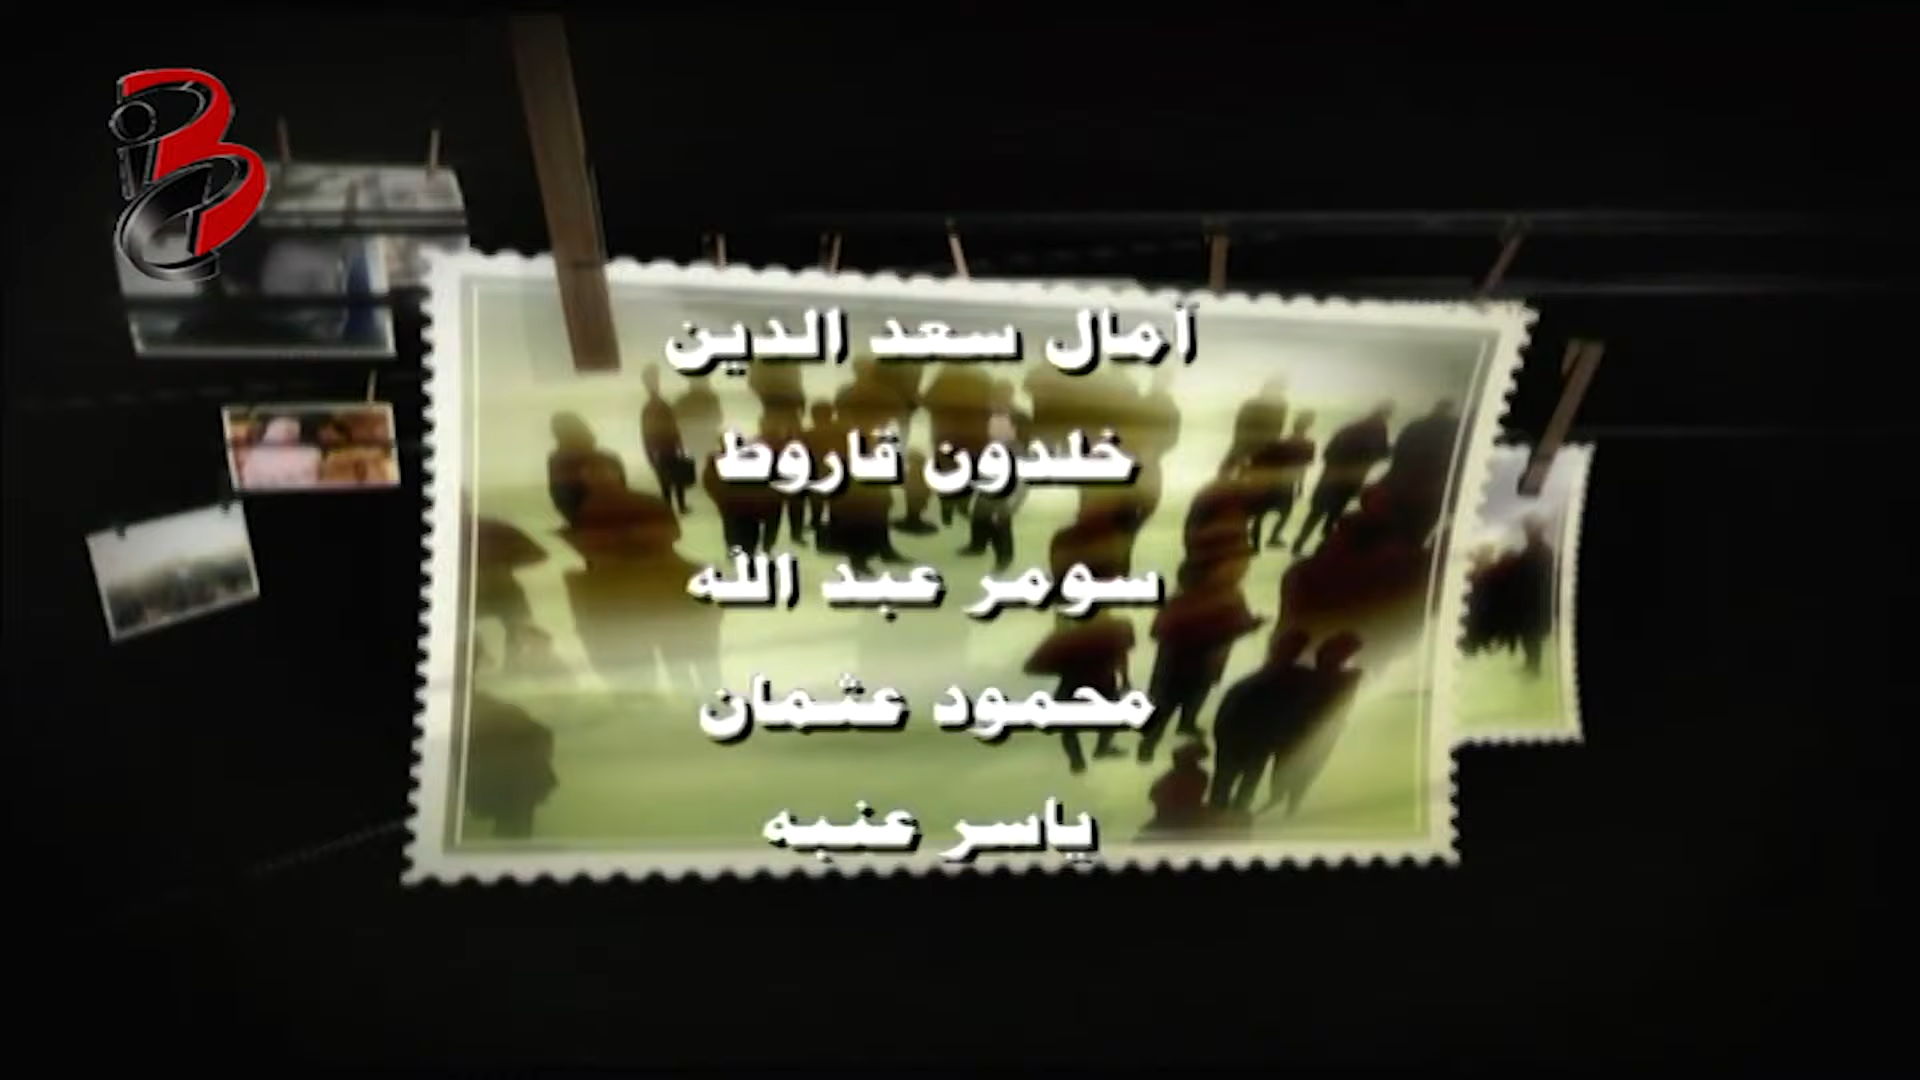 آمال سعد الدين
خلدون قاروط
سومر عبد الله
محمود عثمان
ياسر عنبه